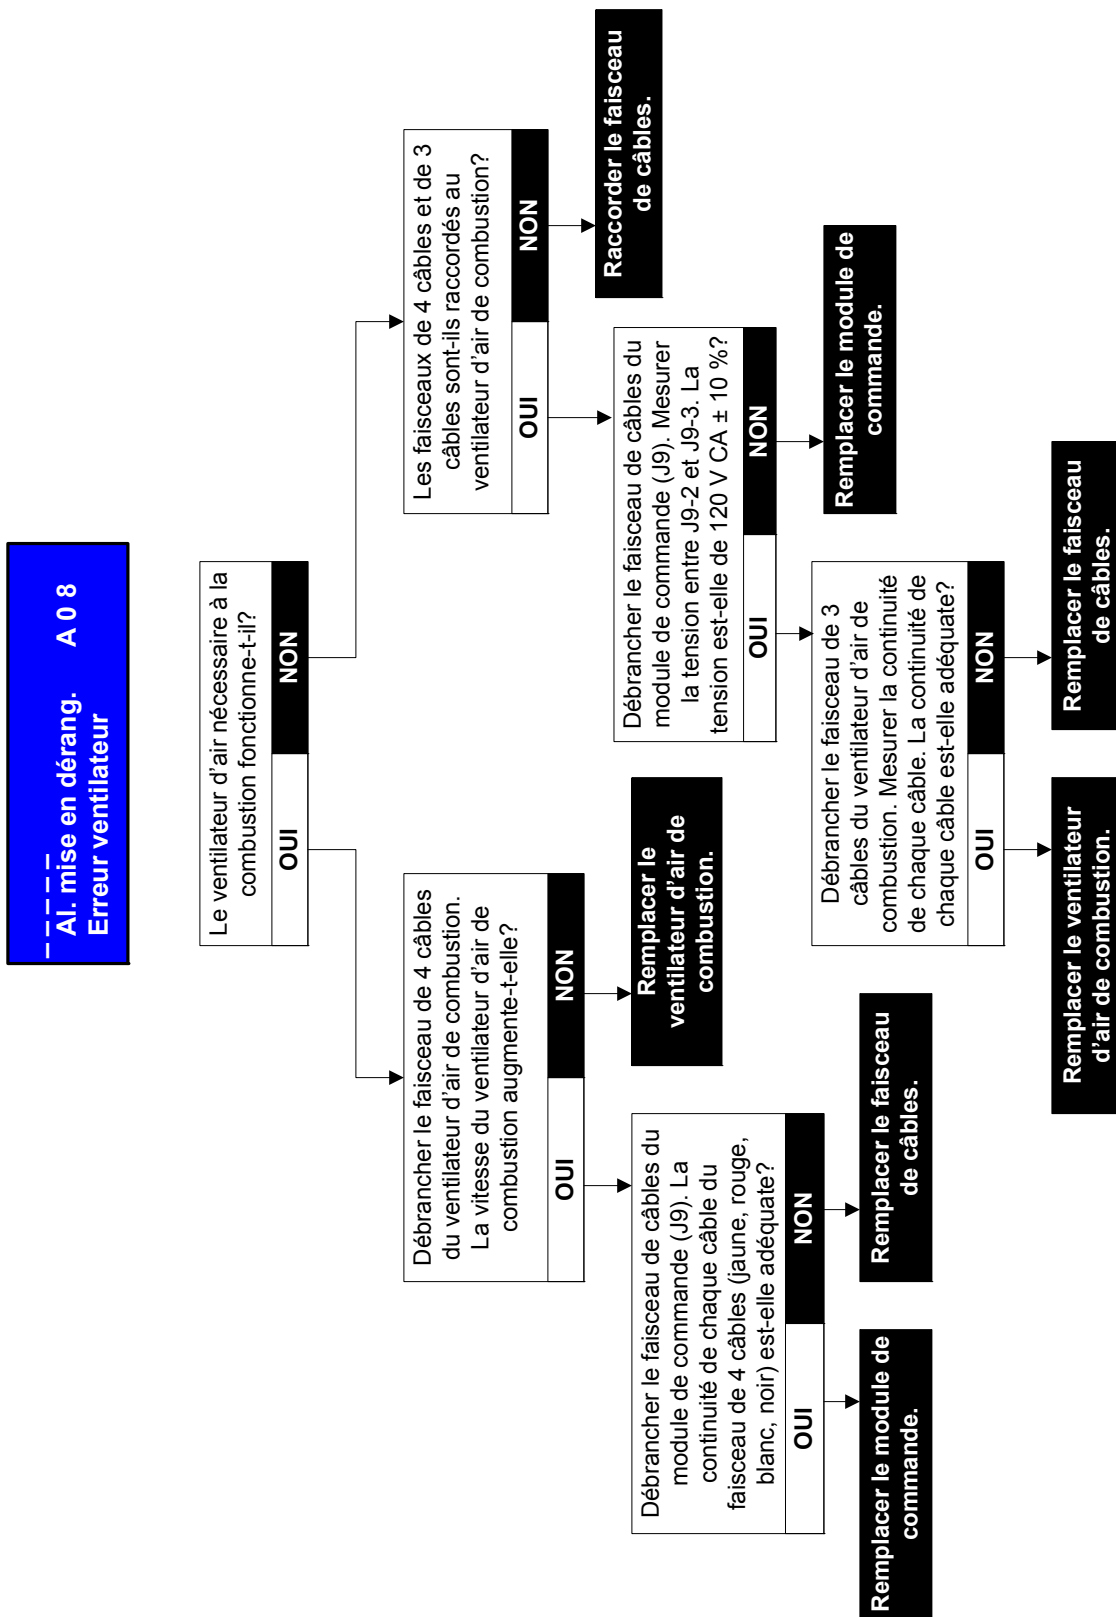 _ _ _ _ _
Al. mise en dérang. A 0 8
Erreur ventilateur
Le ventilateur d'air nécessaire à la
combustion fonctionne-t-il?
OUI
NON
Débrancher le faisceau de 4 câbles
du ventilateur d'air de combustion.
La vitesse du ventilateur d'air de
combustion augmente-t-elle?
OUI
NON
Les faisceaux de 4 câbles et de 3
câbles sont-ils raccordés au
ventilateur d'air de combustion?
OUI
NON
Raccorder le faisceau
de câbles.
Débrancher le faisceau de câbles du
module de commande (J9). La
continuité de chaque câble du
faisceau de 4 câbles (jaune, rouge,
blanc, noir) est-elle adéquate?
OUI
NON
Remplacer le
ventilateur d'air de
combustion.
Débrancher le faisceau de câbles du
module de commande (J9). Mesurer
la tension entre J9-2 et J9-3. La
tension est-elle de 120 V CA ± 10 %?
OUI
NON
Remplacer le module de
commande.
Remplacer le faisceau
de câbles.
Débrancher le faisceau de 3
câbles du ventilateur d'air de
combustion. Mesurer la continuité
de chaque câble. La continuité de
chaque câble est-elle adéquate?
OUI
NON
Remplacer le module de
commande.
Remplacer le ventilateur
d'air de combustion.
Remplacer le faisceau
de câbles.